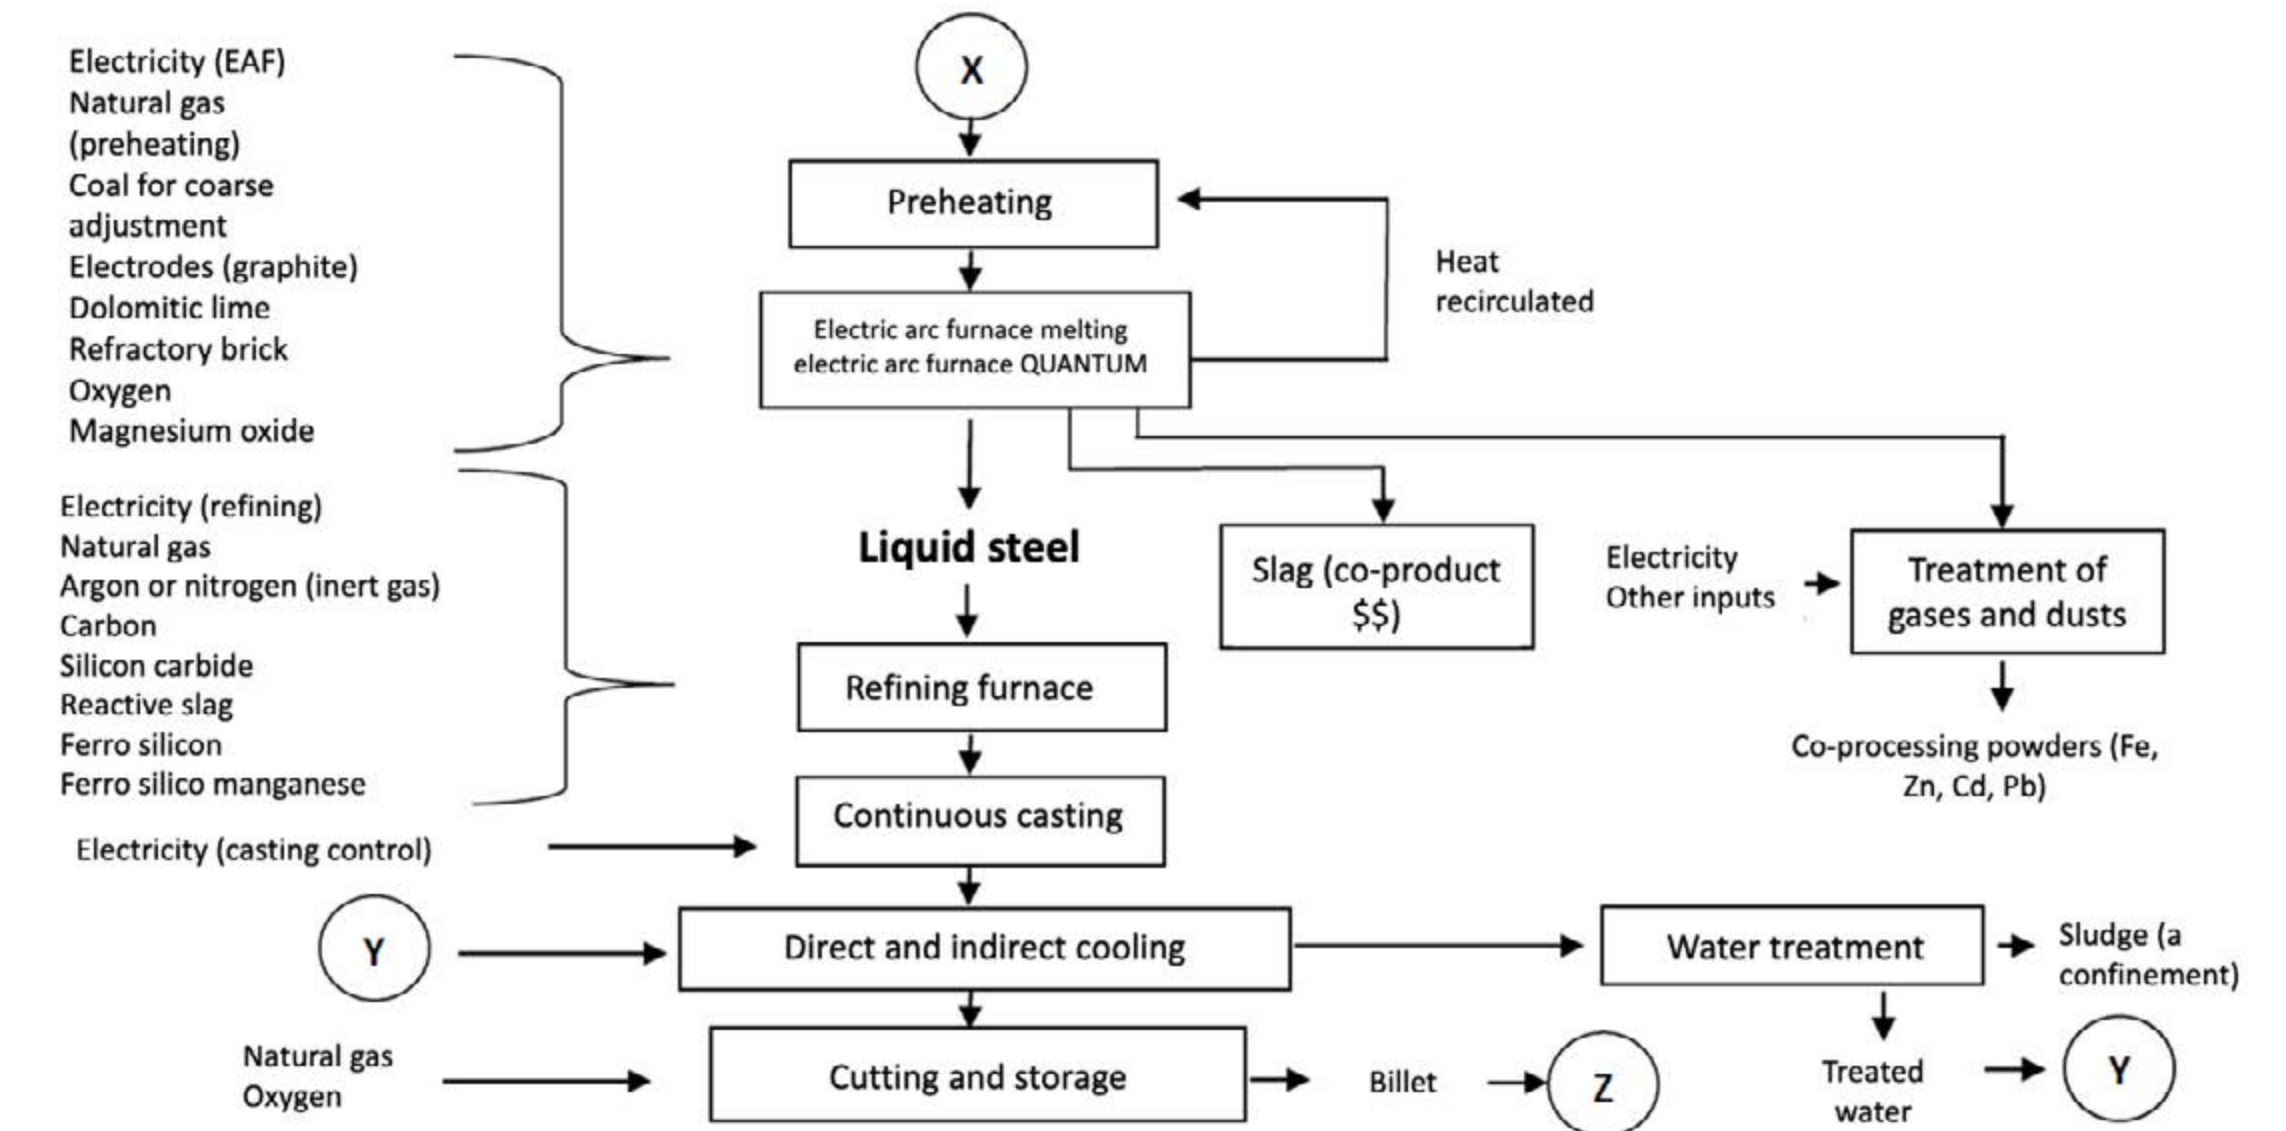 X
Electricity (EAF)
Natural gas
(preheating)
Coal for coarse
adjustment
Electrodes (graphite)
Dolomitic lime
Refractory brick
Oxygen
Magnesium oxide
Preheating
Heat
recirculated
Electric arc furnace melting
electric arc furnace QUANTUM
Liquid steel
Slag (co-product
$$)
Electricity
Other inputs
Treatment of
gases and dusts
Co-processing powders (Fe,
Zn, Cd, Pb)
Electricity (refining)
Natural gas
Argon or nitrogen (inert gas)
Carbon
Silicon carbide
Reactive slag
Ferro silicon
Ferro silico manganese
Refining furnace
Electricity (casting control)
Continuous casting
Y
Direct and indirect cooling
Water treatment
Sludge (a
confinement)
Natural gas
Oxygen
Cutting and storage
Billet
Z
Treated
water
Y